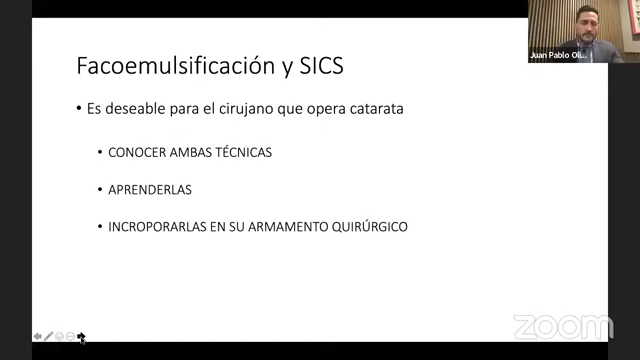 Juan Pablo Oli...
Facoemulsificación y SICS
• Es deseable para el cirujano que opera catarata
• CONOCER AMBAS TÉCNICAS
• APRENDERLAS
• INCROPORARLAS EN SU ARMAMENTO QUIRÚRGICO
zoom